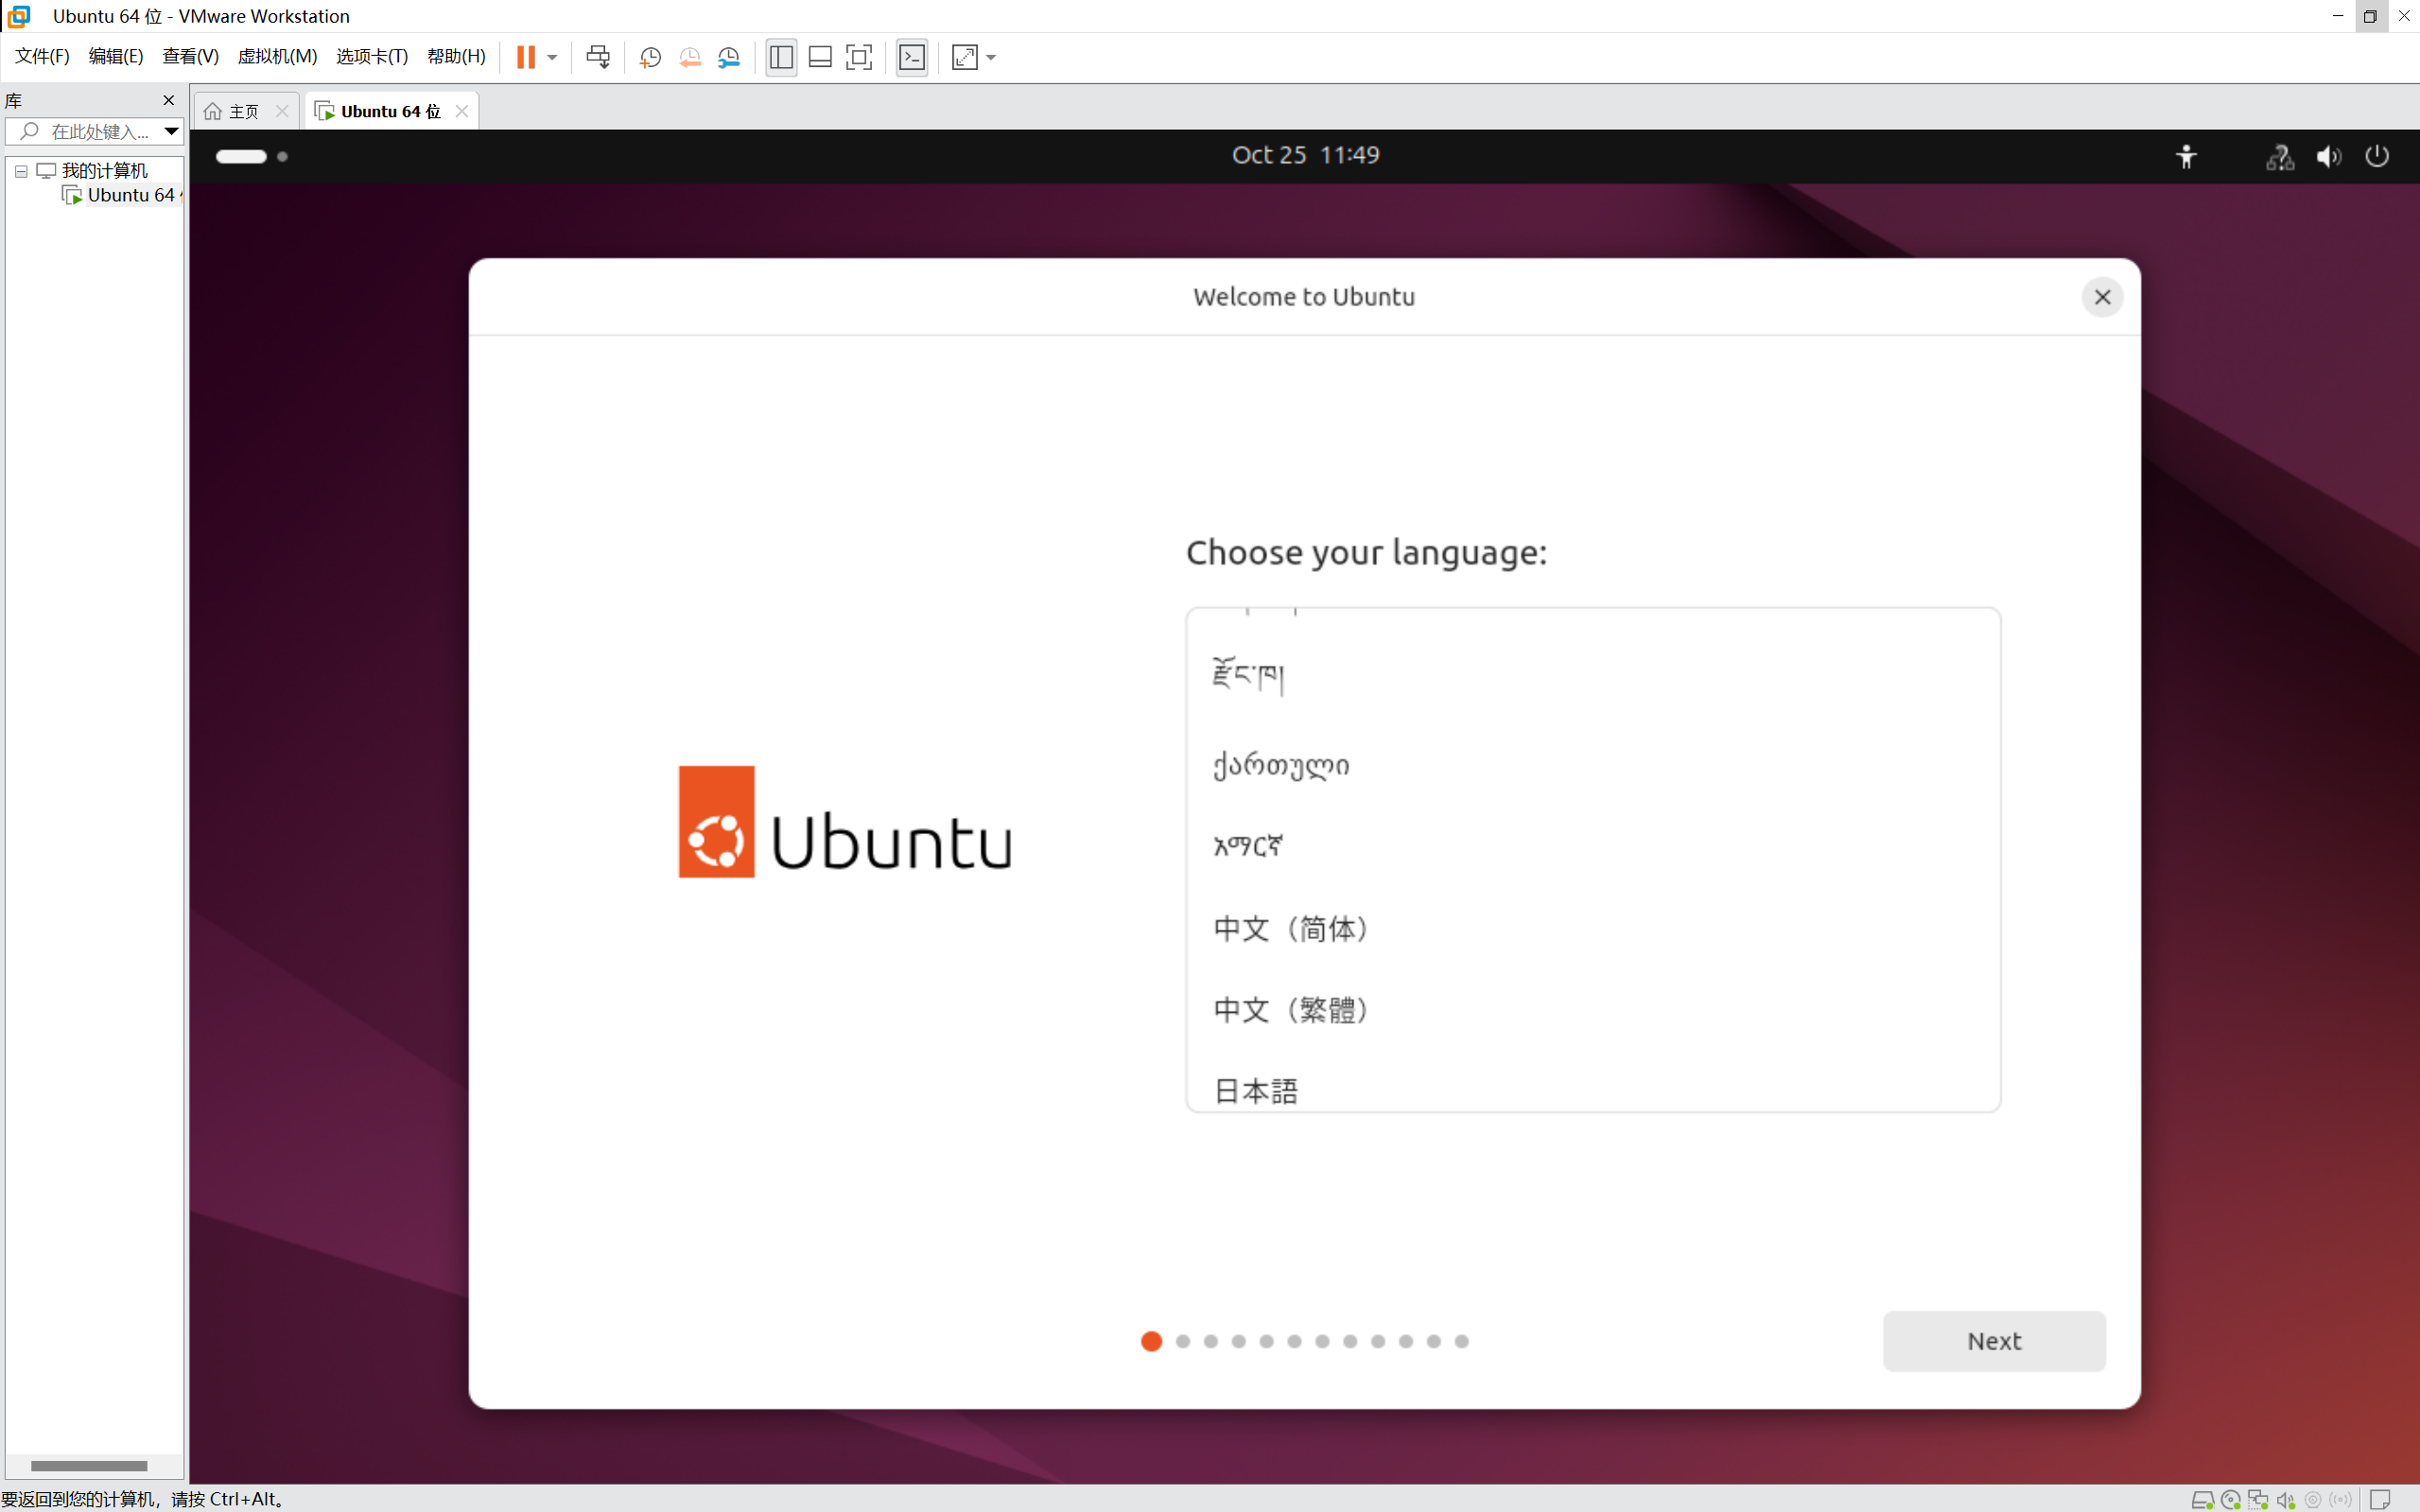 Ubuntu 64 位 - VMware Workstation
文件(F) 编辑(E) 查看(V) 虚拟机(M) 选项卡(T) 帮助(H)
库
在此处键入...
主页
Ubuntu 64 位
我的计算机
Ubuntu 64
Oct 25 11:49
Welcome to Ubuntu
Choose your language:
རྫོང་ཁ།
ქართული
አማርኛ
中文（简体）
中文（繁體）
日本語
Ubuntu
Next
要返回到您的计算机，请按 Ctrl+Alt。